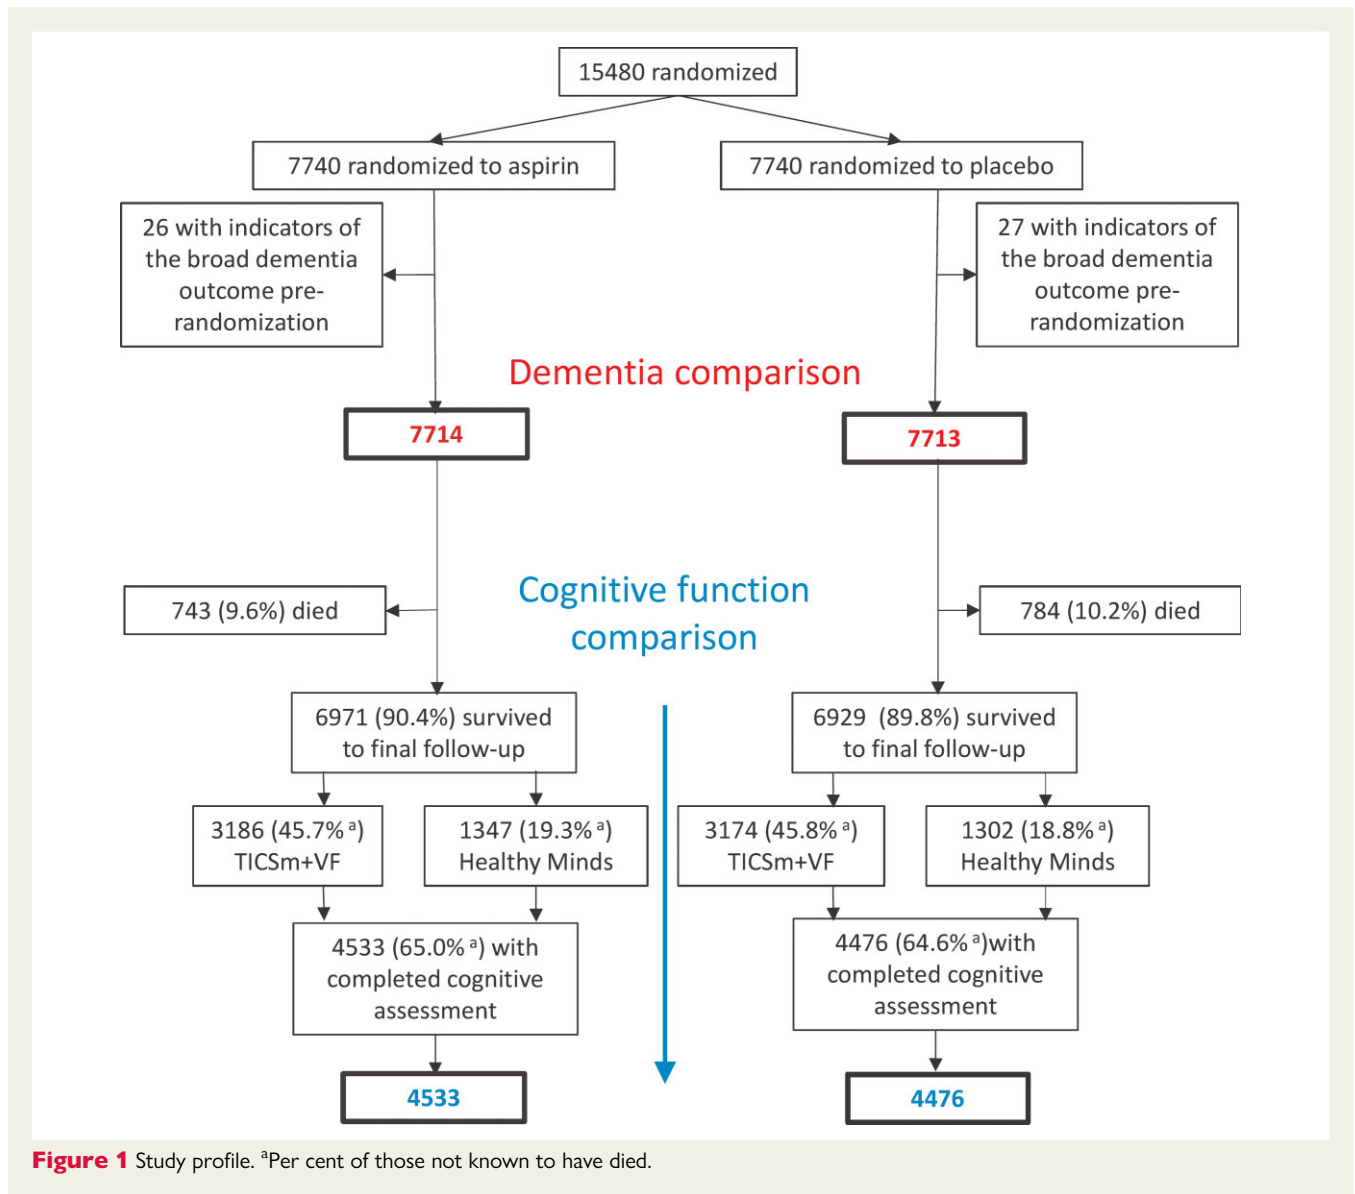 15480 randomized
7740 randomized to aspirin
7740 randomized to placebo
26 with indicators of
the broad dementia
outcome pre-
randomization
27 with indicators of
the broad dementia
outcome pre-
randomization
Dementia comparison
7714
7713
Cognitive function
comparison
743 (9.6%) died
784 (10.2%) died
6971 (90.4%) survived
to final follow-up
6929 (89.8%) survived
to final follow-up
3186 (45.7% ᵃ)
TICSm+VF
1347 (19.3% ᵃ)
Healthy Minds
3174 (45.8% ᵃ)
TICSm+VF
1302 (18.8% ᵃ)
Healthy Minds
4533 (65.0% ᵃ) with
completed cognitive
assessment
4476 (64.6% ᵃ)with
completed cognitive
assessment
4533
4476
Figure 1 Study profile. ᵃPer cent of those not known to have died.